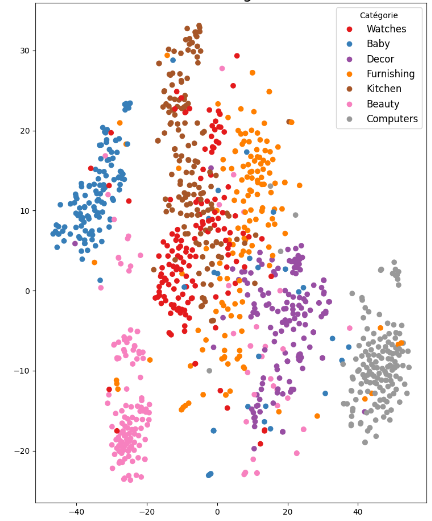 Catégorie
Watches
Baby
Decor
Furnishing
Kitchen
Beauty
Computers
30
20
10
0
−10
−20
−40
−20
0
20
40